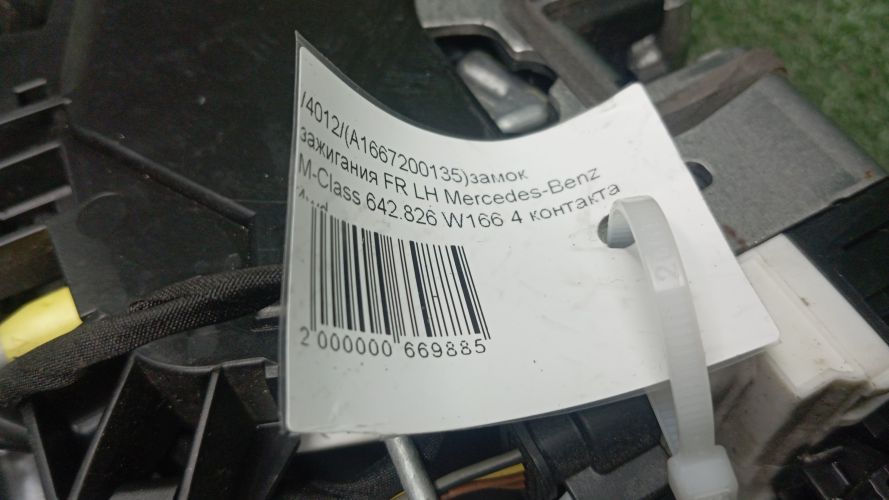 /4012/(A1667200135)замок
зажигания FR LH Mercedes-Benz
M-Class 642.826 W166 4 контакта
2 000000 669885